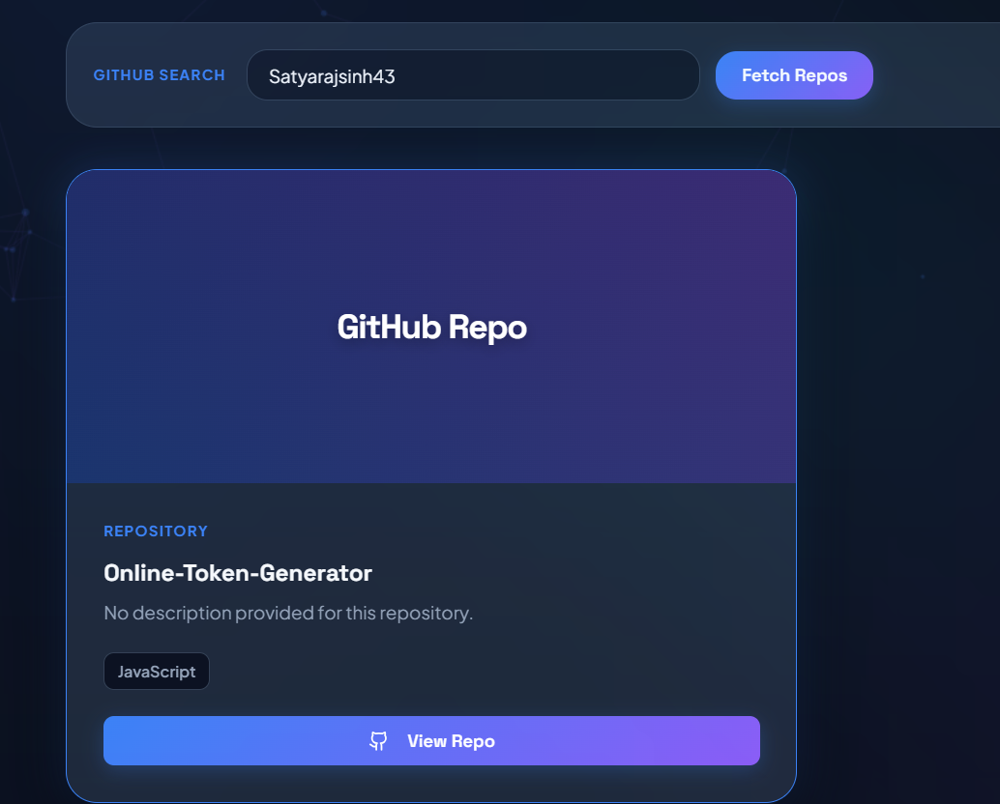 GITHUB SEARCH
Satyarajsinh43
Fetch Repos
GitHub Repo
REPOSITORY
Online-Token-Generator
No description provided for this repository.
JavaScript
View Repo